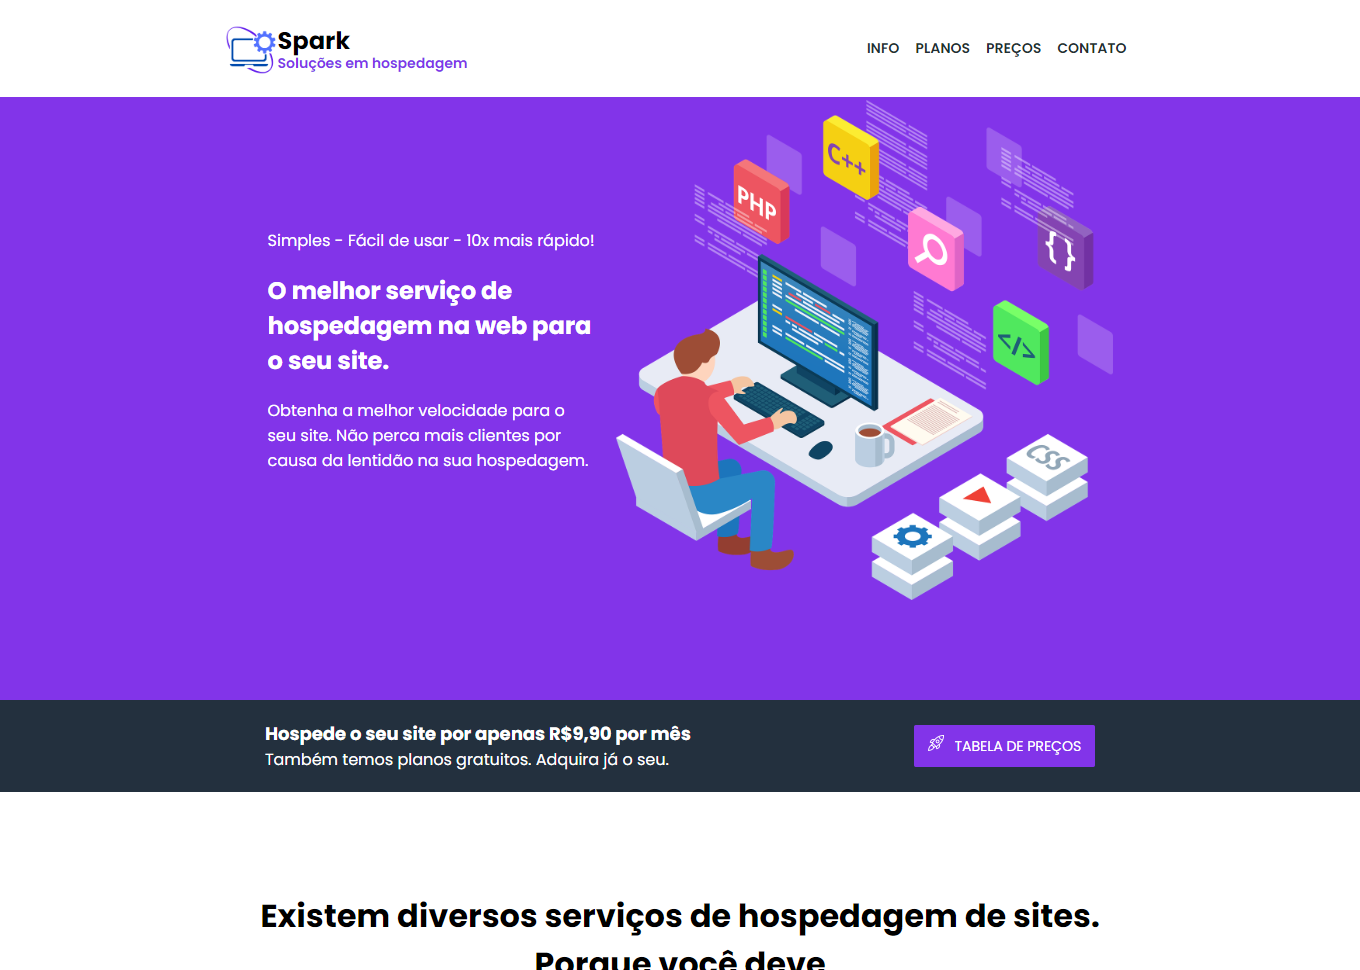 Spark
Soluções em hospedagem
INFO PLANOS PREÇOS CONTATO
C++
PHP
{ }
</>
CSS
Simples - Fácil de usar - 10x mais rápido!
O melhor serviço de
hospedagem na web para
o seu site.
Obtenha a melhor velocidade para o
seu site. Não perca mais clientes por
causa da lentidão na sua hospedagem.
Hospede o seu site por apenas R$9,90 por mês
Também temos planos gratuitos. Adquira já o seu.
TABELA DE PREÇOS
Existem diversos serviços de hospedagem de sites.
Porque você deve